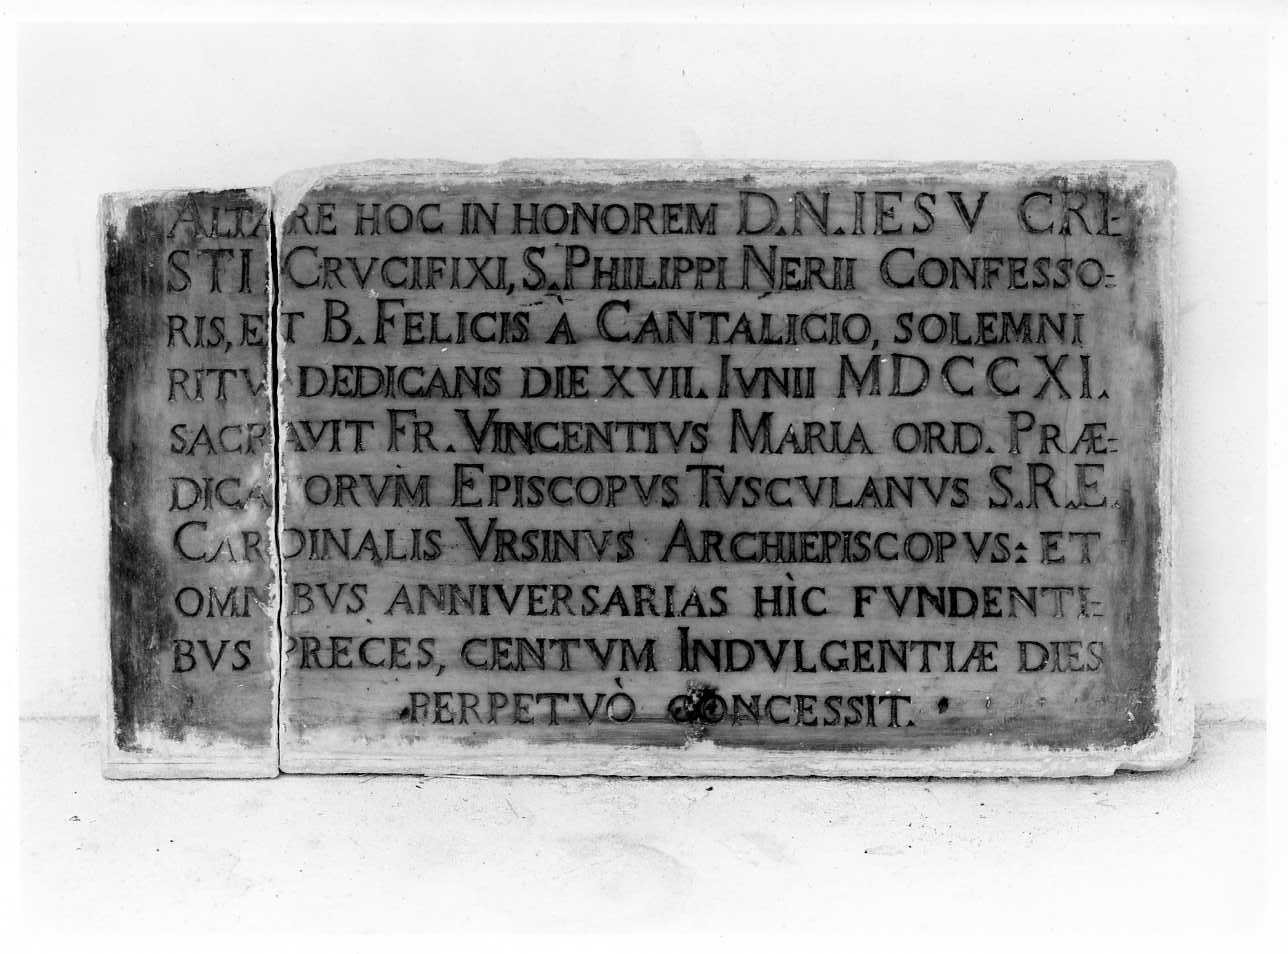 ALTARE HOC IN HONOREM D.N.IESV CRI=
STI CRVCIFIXI, S.PHILIPPI NERII CONFESSO=
RIS, ET B.FELICIS À CANTALICIO, SOLEMNI
RITV DEDICANS DIE XVII. IVNII MDCCXI.
SACRAVIT FR.VINCENTIVS MARIA ORD. PRÆ=
DICATORVM EPISCOPVS TVSCVLANVS S.R.E.
CARDINALIS VRSINVS ARCHIEPISCOPVS: ET
OMNIBVS ANNIVERSARIAS HÌC FVNDENTE=
BVS PRECES, CENTVM INDVLGENTIÆ DIES
PERPETVÒ CONCESSIT.